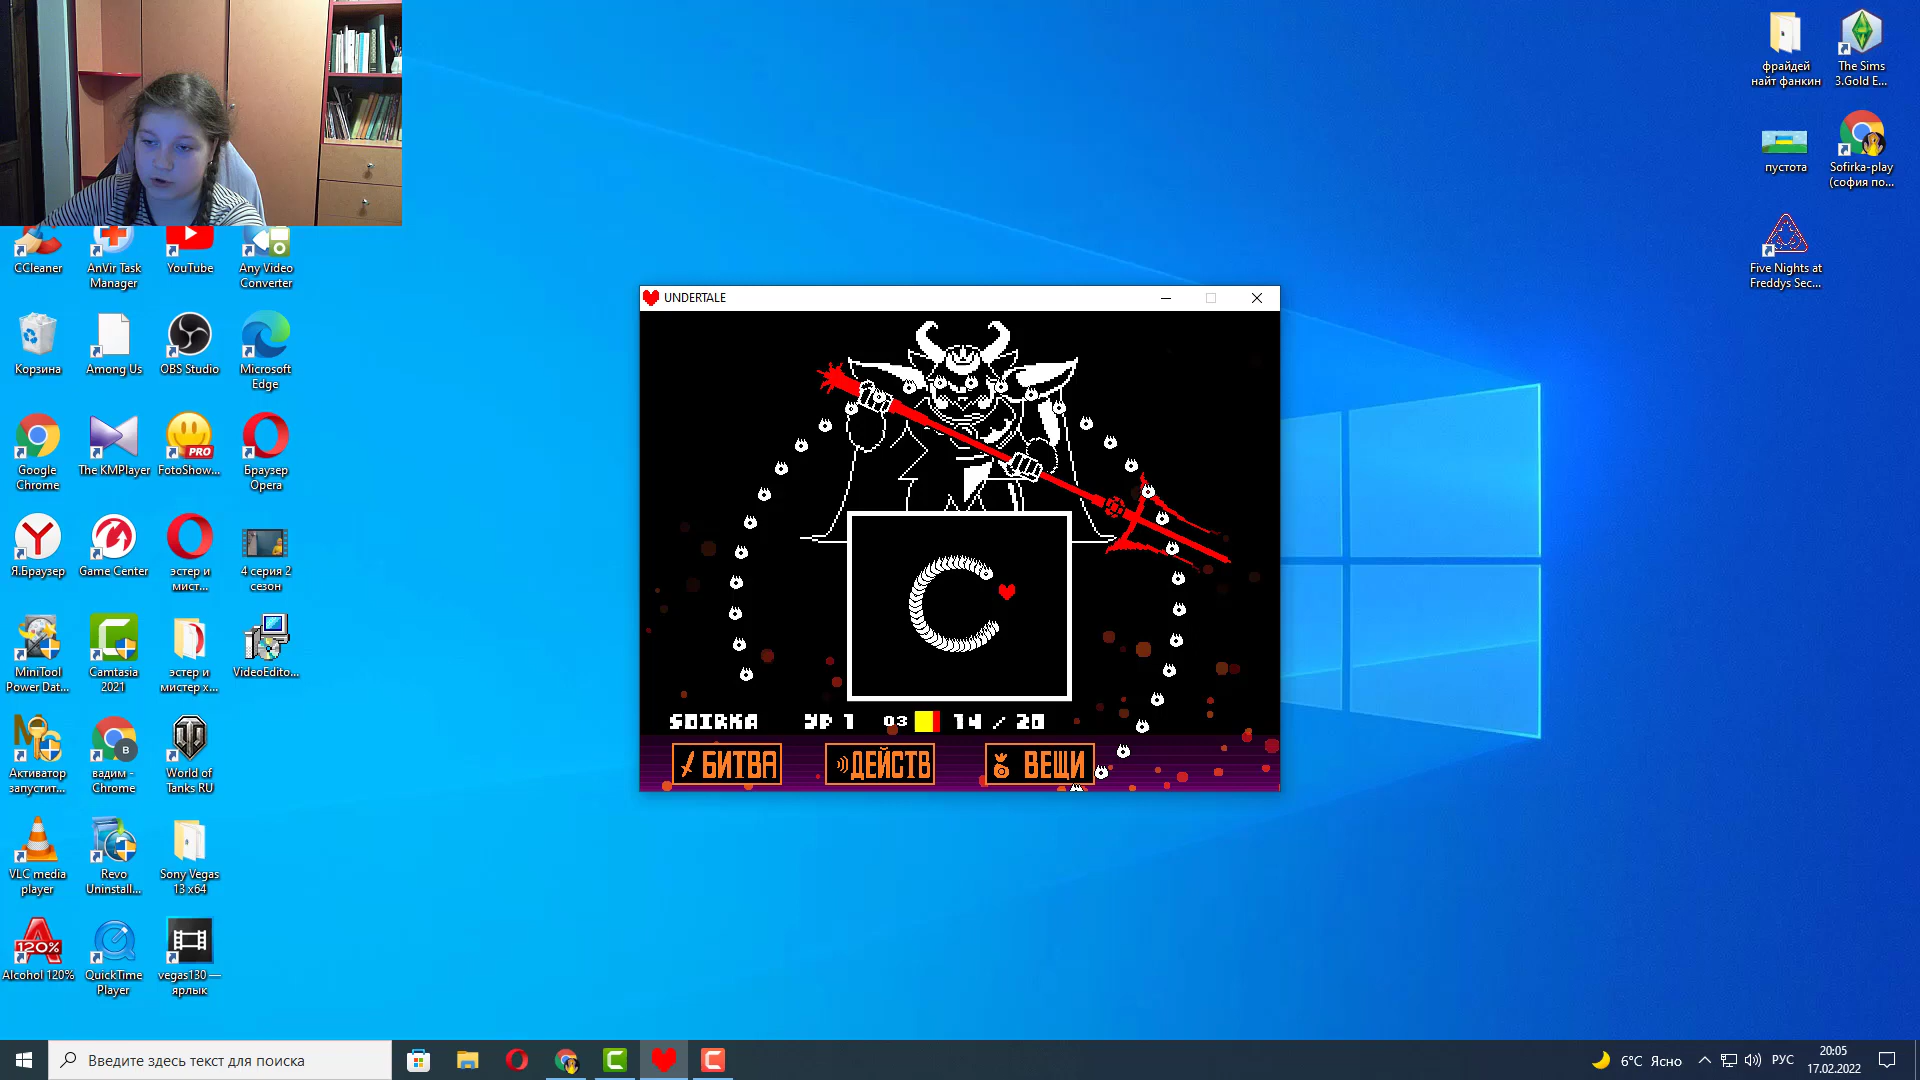 фрайдей
найт фанкин
The Sims
3.Gold E...
пустота
Sofirka-play
(софия по...
Five Nights at
Freddys Sec...
CCleaner
AnVir Task
Manager
YouTube
Any Video
Converter
Корзина
Among Us
OBS Studio
Microsoft
Edge
Google
Chrome
The KMPlayer
PRO
FotoShow...
Браузер
Opera
Я.Браузер
Game Center
эстер и
мист...
4 серия 2
сезон
MiniTool
Power Dat...
Camtasia
2021
эстер и
мистер х...
VideoEdito...
Активатор
запустит...
B
вадим -
Chrome
World of
Tanks RU
VLC media
player
Revo
Uninstall...
Sony Vegas
13 x64
120%
Alcohol 120%
QuickTime
Player
vegas130 —
ярлык
UNDERTALE
SOIRKA УР 1 ОЗ 14 / 20
БИТВА ДЕЙСТВ ВЕЩИ
Введите здесь текст для поиска
6°C Ясно
РУС
20:05
17.02.2022